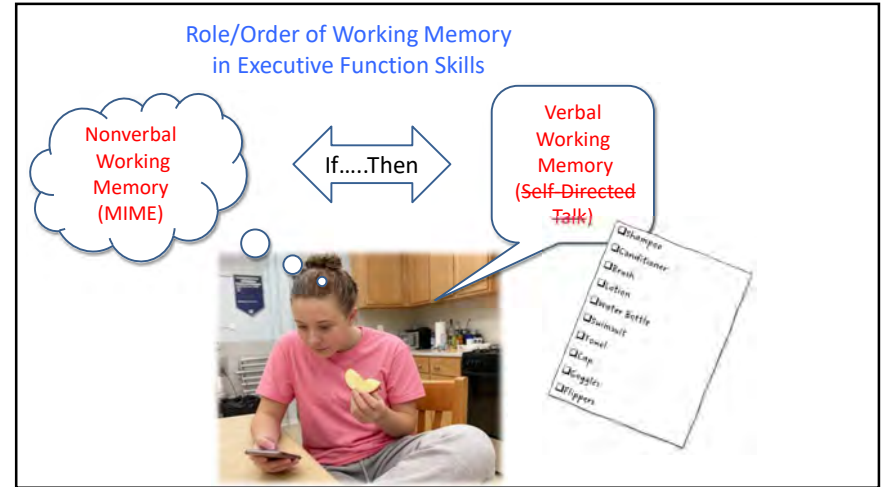 Role/Order of Working Memory
in Executive Function Skills
Nonverbal
Working
Memory
(MIME)
If.....Then
Verbal
Working
Memory
(Self-Directed
Talk)
Shampoo
Conditioner
Brush
Lotion
Water Bottle
Swimsuit
Towel
Cap
Goggles
Flippers